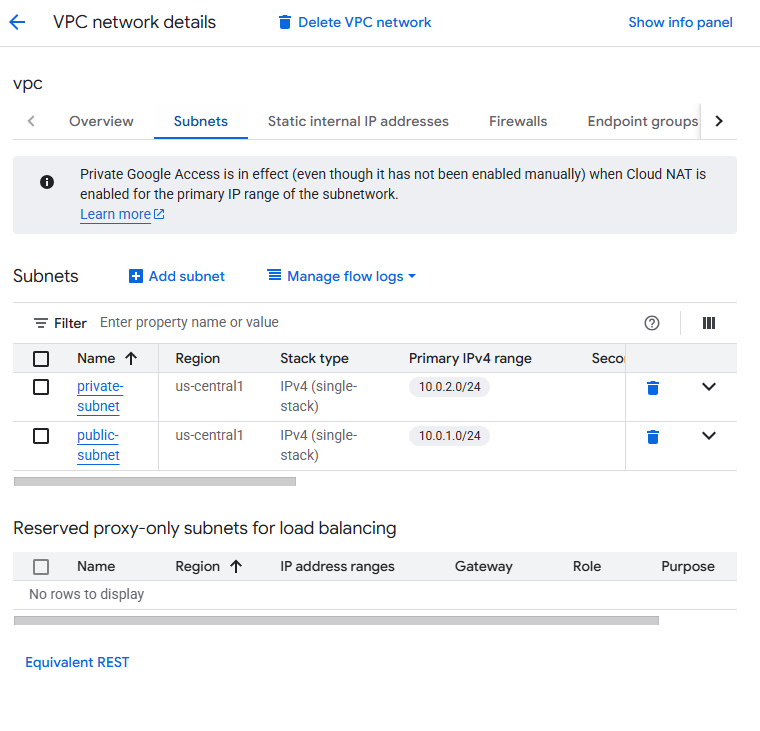 VPC network details
Delete VPC network
Show info panel
vpc
Overview
Subnets
Static internal IP addresses
Firewalls
Endpoint groups
Private Google Access is in effect (even though it has not been enabled manually) when Cloud NAT is
enabled for the primary IP range of the subnetwork.
Learn more
Subnets
Add subnet
Manage flow logs
Filter Enter property name or value
Name Region Stack type Primary IPv4 range Secor
private- us-central1 IPv4 (single- 10.0.2.0/24
subnet stack)
public- us-central1 IPv4 (single- 10.0.1.0/24
subnet stack)
Reserved proxy-only subnets for load balancing
Name Region IP address ranges Gateway Role Purpose
No rows to display
Equivalent REST